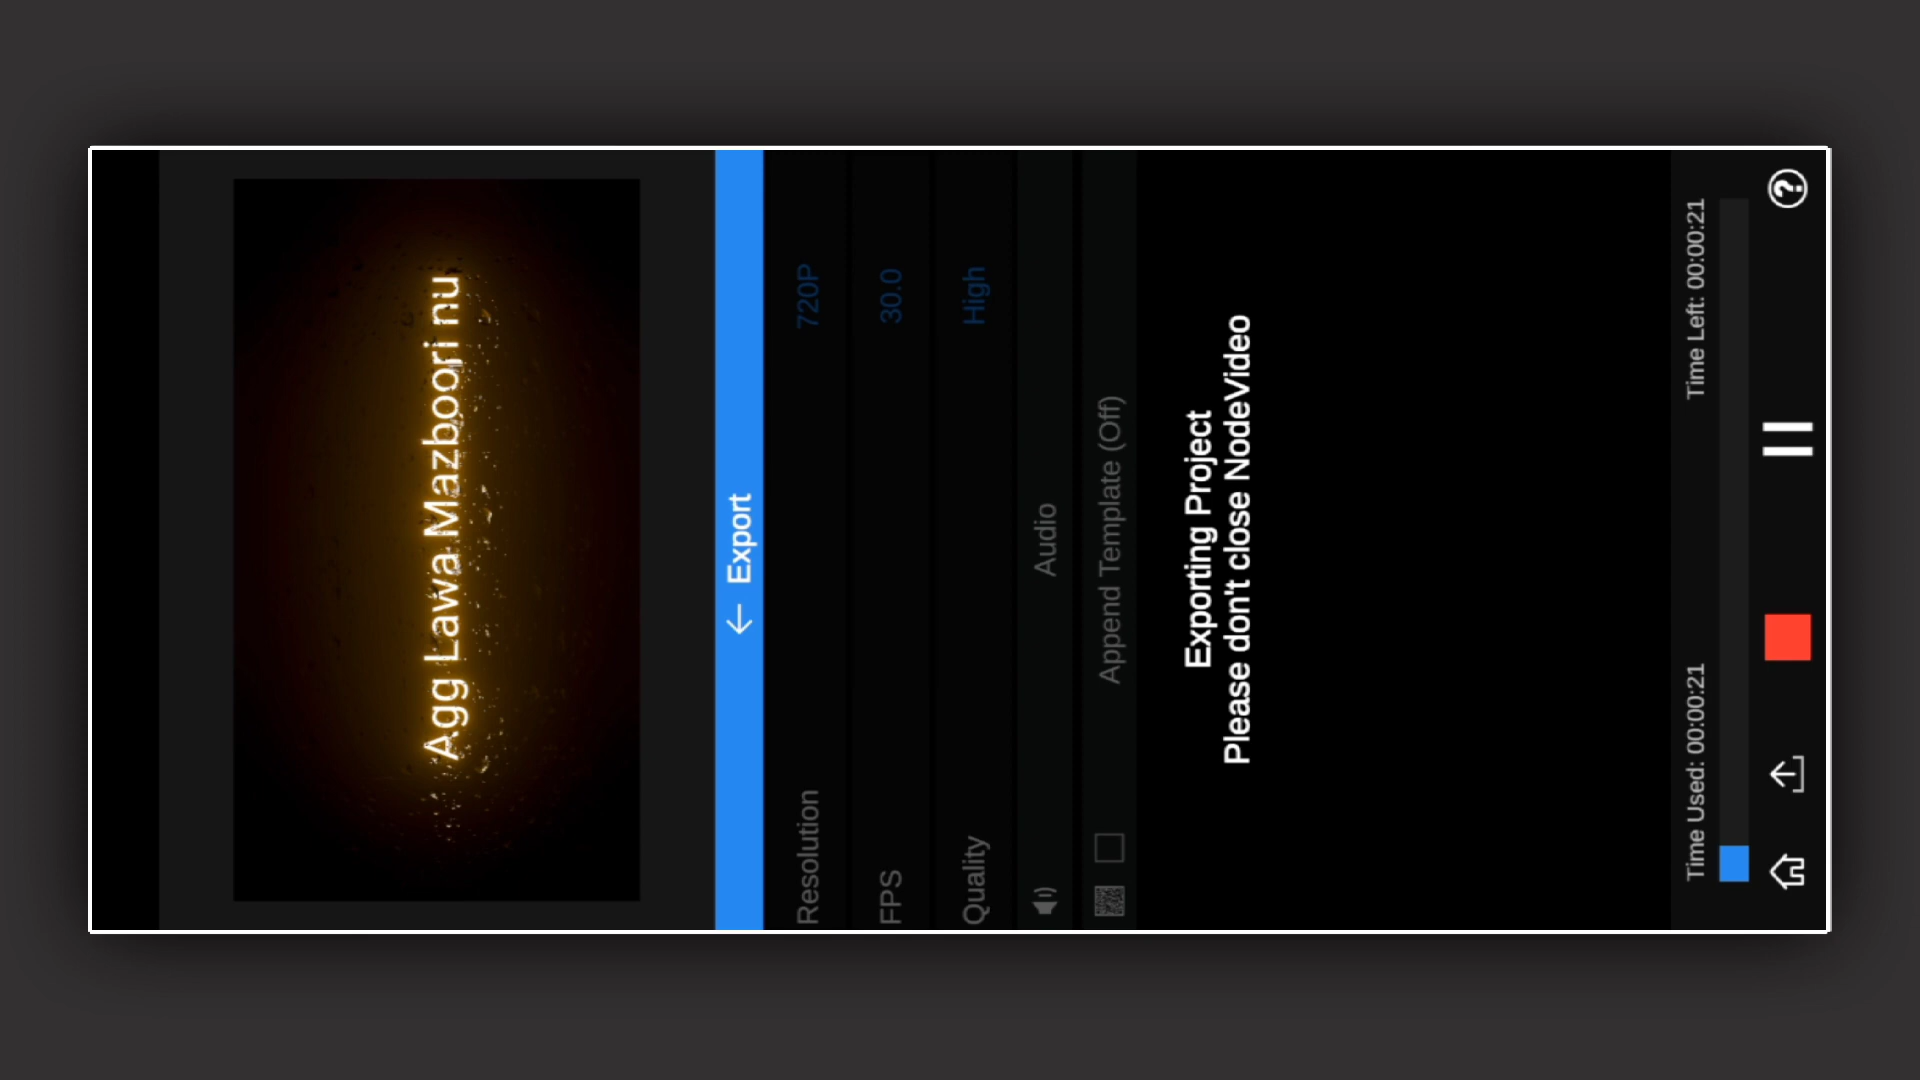 Agg Lawa Mazboori nu
Export
Resolution 720P
FPS 30.0
Quality High
Audio
Append Template (Off)
Exporting Project
Please don't close NodeVideo
Time Used: 00:00:21 Time Left: 00:00:21